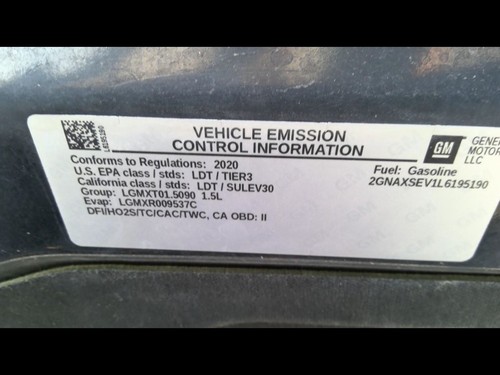 L6195190
VEHICLE EMISSION
CONTROL INFORMATION
GM
GENERAL
MOTORS
LLC
Conforms to Regulations: 2020
U.S. EPA class / stds: LDT / TIER3
California class / stds: LDT / SULEV30
Group: LGMXT01.5090 1.5L
Evap: LGMXR009537C
DFI/HO2S/TC/CAC/TWC, CA OBD: II
Fuel: Gasoline
2GNAXSEV1L6195190